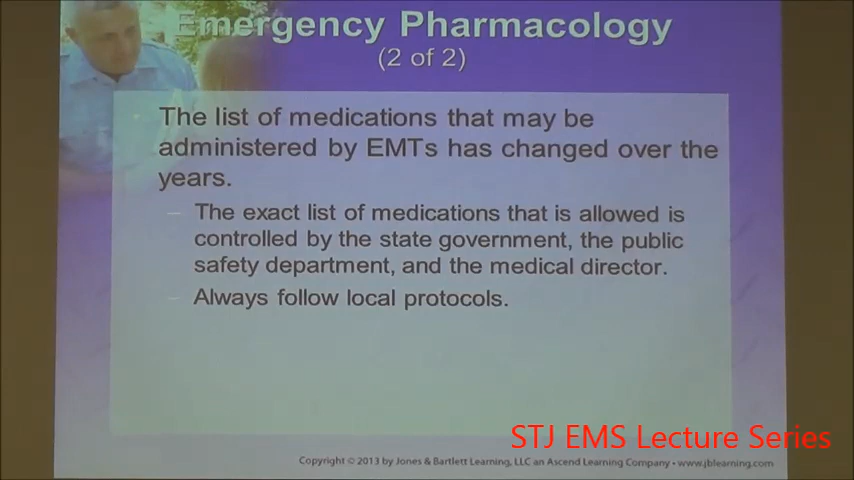 Emergency Pharmacology
(2 of 2)
The list of medications that may be
administered by EMTs has changed over the
years.
– The exact list of medications that is allowed is
controlled by the state government, the public
safety department, and the medical director.
– Always follow local protocols.
STJ EMS Lecture Series
Copyright © 2013 by Jones & Bartlett Learning, LLC an Ascend Learning Company • www.jblearning.com